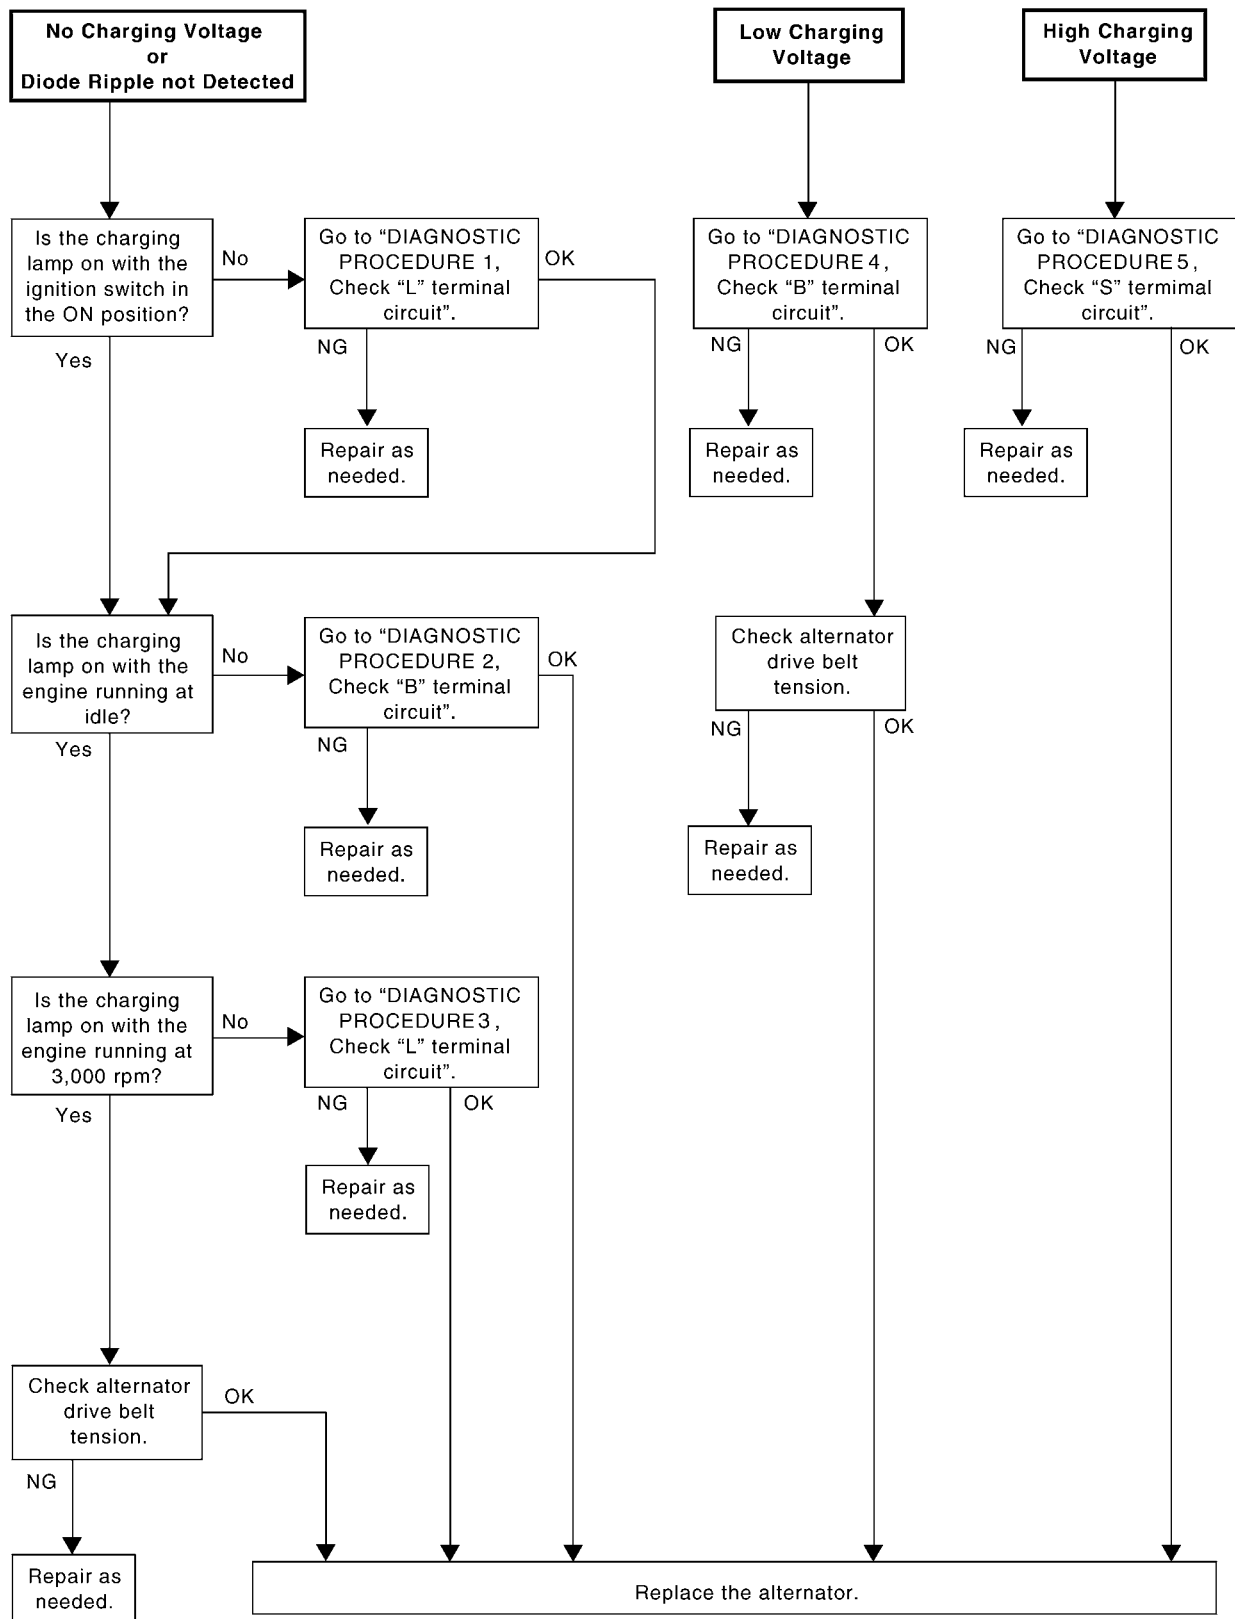 No Charging Voltage
or
Diode Ripple not Detected
Low Charging
Voltage
High Charging
Voltage
Is the charging
lamp on with the
ignition switch in
the ON position?
No
Go to “DIAGNOSTIC
PROCEDURE 1,
Check “L” terminal
circuit”.
OK
Go to “DIAGNOSTIC
PROCEDURE 4,
Check “B” terminal
circuit”.
Go to “DIAGNOSTIC
PROCEDURE 5,
Check “S” termimal
circuit”.
Yes
NG
NG
OK
NG
OK
Repair as
needed.
Repair as
needed.
Repair as
needed.
Is the charging
lamp on with the
engine running at
idle?
No
Go to “DIAGNOSTIC
PROCEDURE 2,
Check “B” terminal
circuit”.
OK
Check alternator
drive belt
tension.
Yes
NG
NG
OK
Repair as
needed.
Repair as
needed.
Is the charging
lamp on with the
engine running at
3,000 rpm?
No
Go to “DIAGNOSTIC
PROCEDURE 3,
Check “L” terminal
circuit”.
Yes
NG
OK
Repair as
needed.
Check alternator
drive belt
tension.
OK
NG
Repair as
needed.
Replace the alternator.